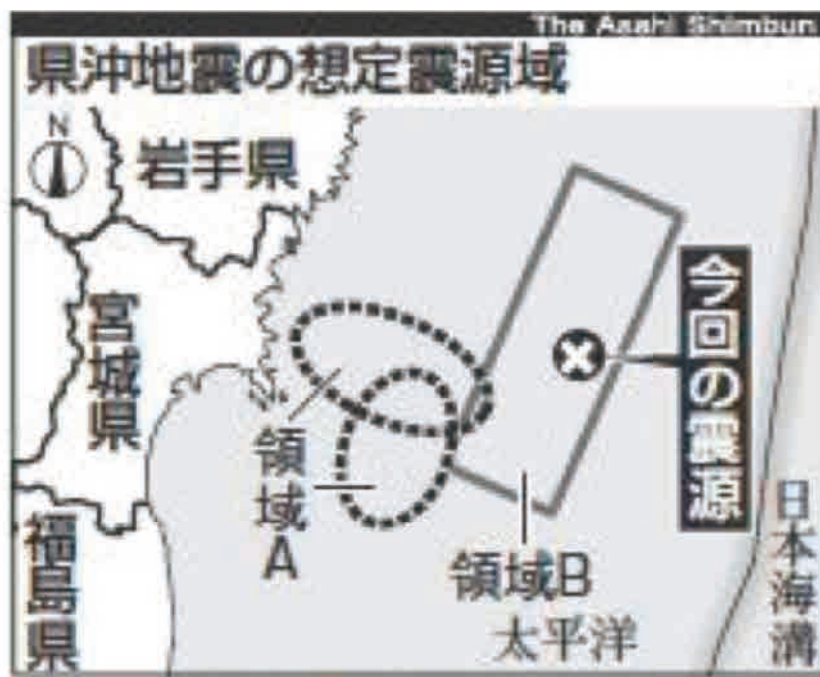 The Asahi Shimbun
県沖地震の想定震源域
N
岩手県
宮城県
今回の震源
領域A
領域B
福島県
太平洋
日本海溝